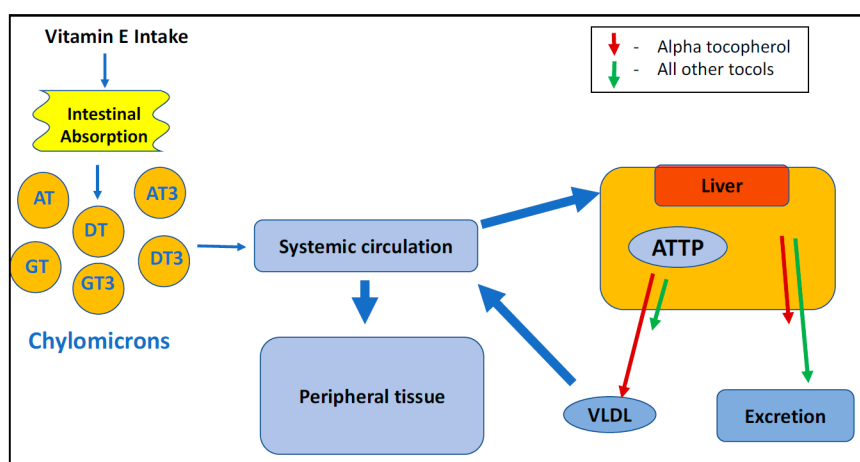 Vitamin E Intake
Intestinal
Absorption
AT
AT3
DT
GT
DT3
GT3
Chylomicrons
Systemic circulation
Peripheral tissue
- Alpha tocopherol
- All other tocols
Liver
ATTP
VLDL
Excretion